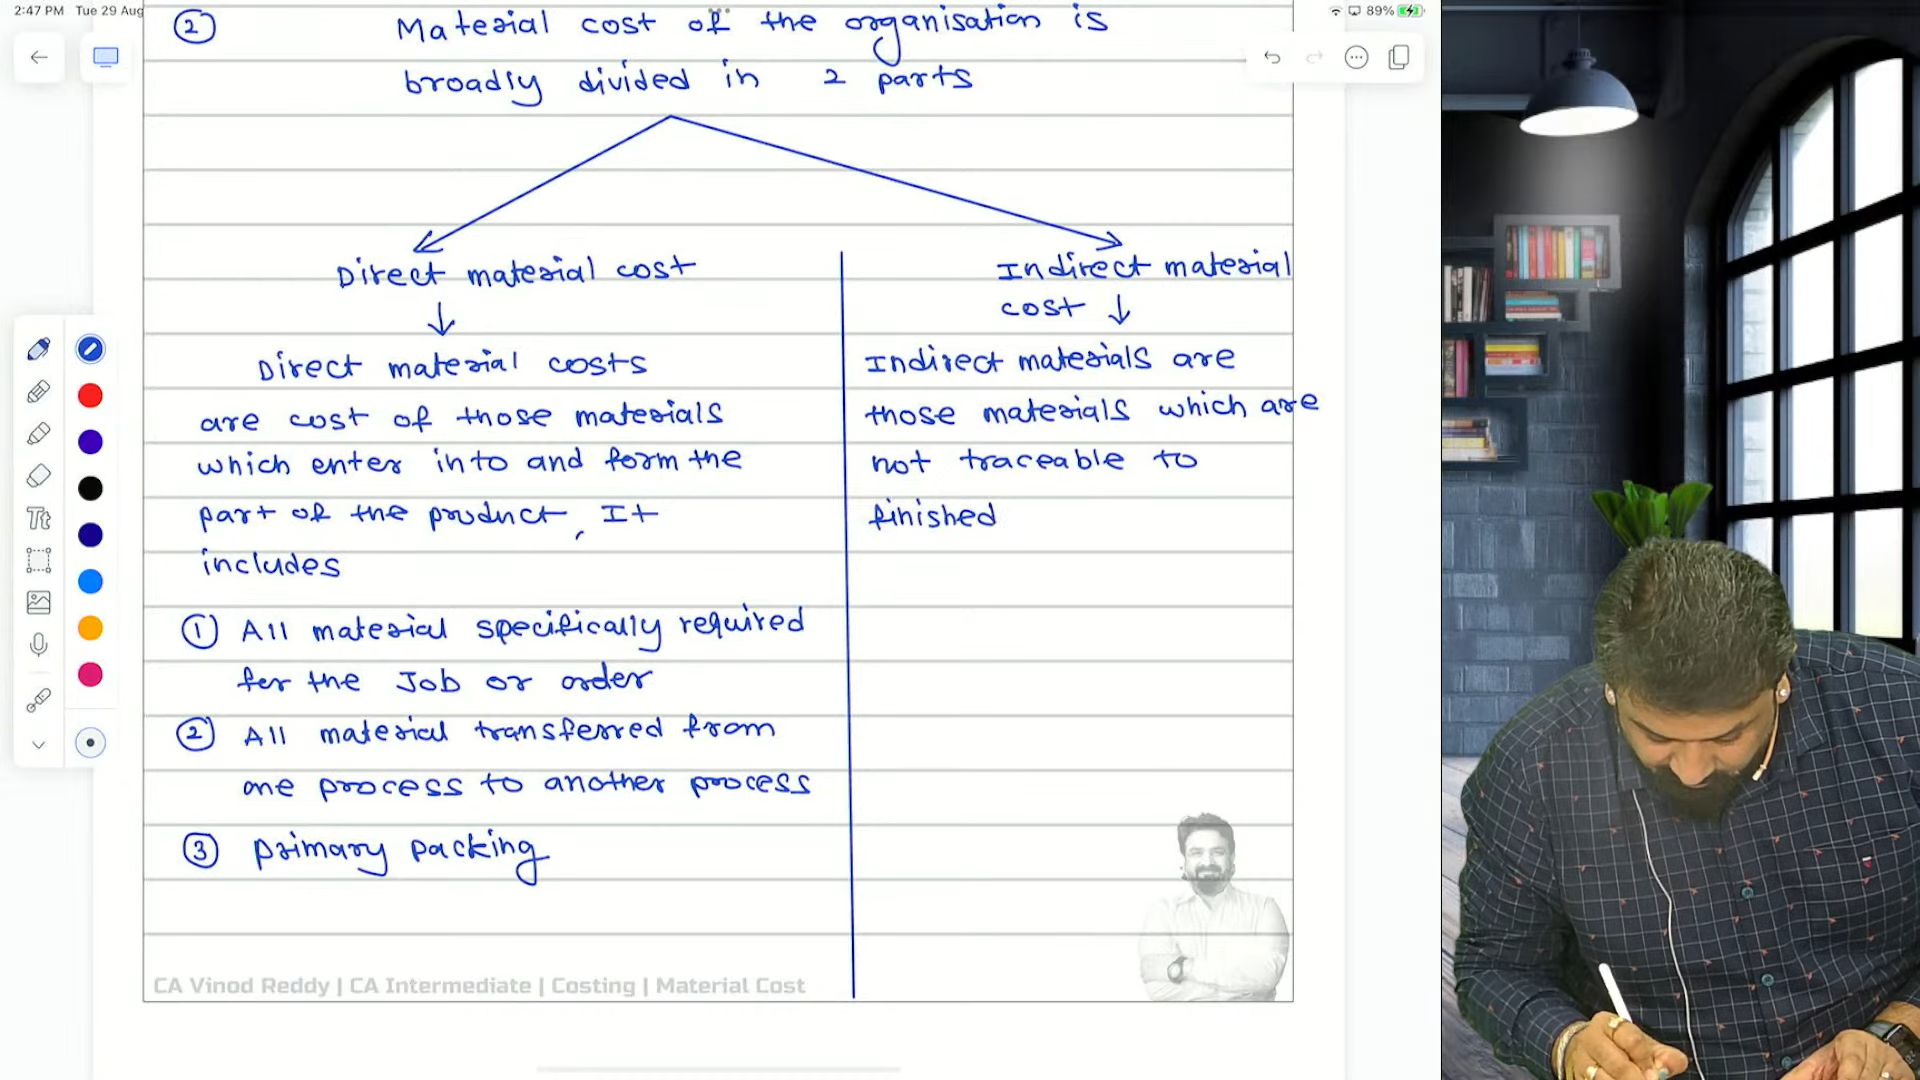 2:47 PM Tue 29 Aug
89%
② Material cost of the organisation is
broadly divided in 2 parts
Direct material cost
Direct material costs
are cost of those materials
which enter into and form the
part of the product, It
includes
① All material specifically required
for the Job or order
② All material transferred from
one process to another process
③ primary packing
Indirect material
cost
Indirect materials are
those materials which are
not traceable to
finished
Tt
CA Vinod Reddy | CA Intermediate | Costing | Material Cost